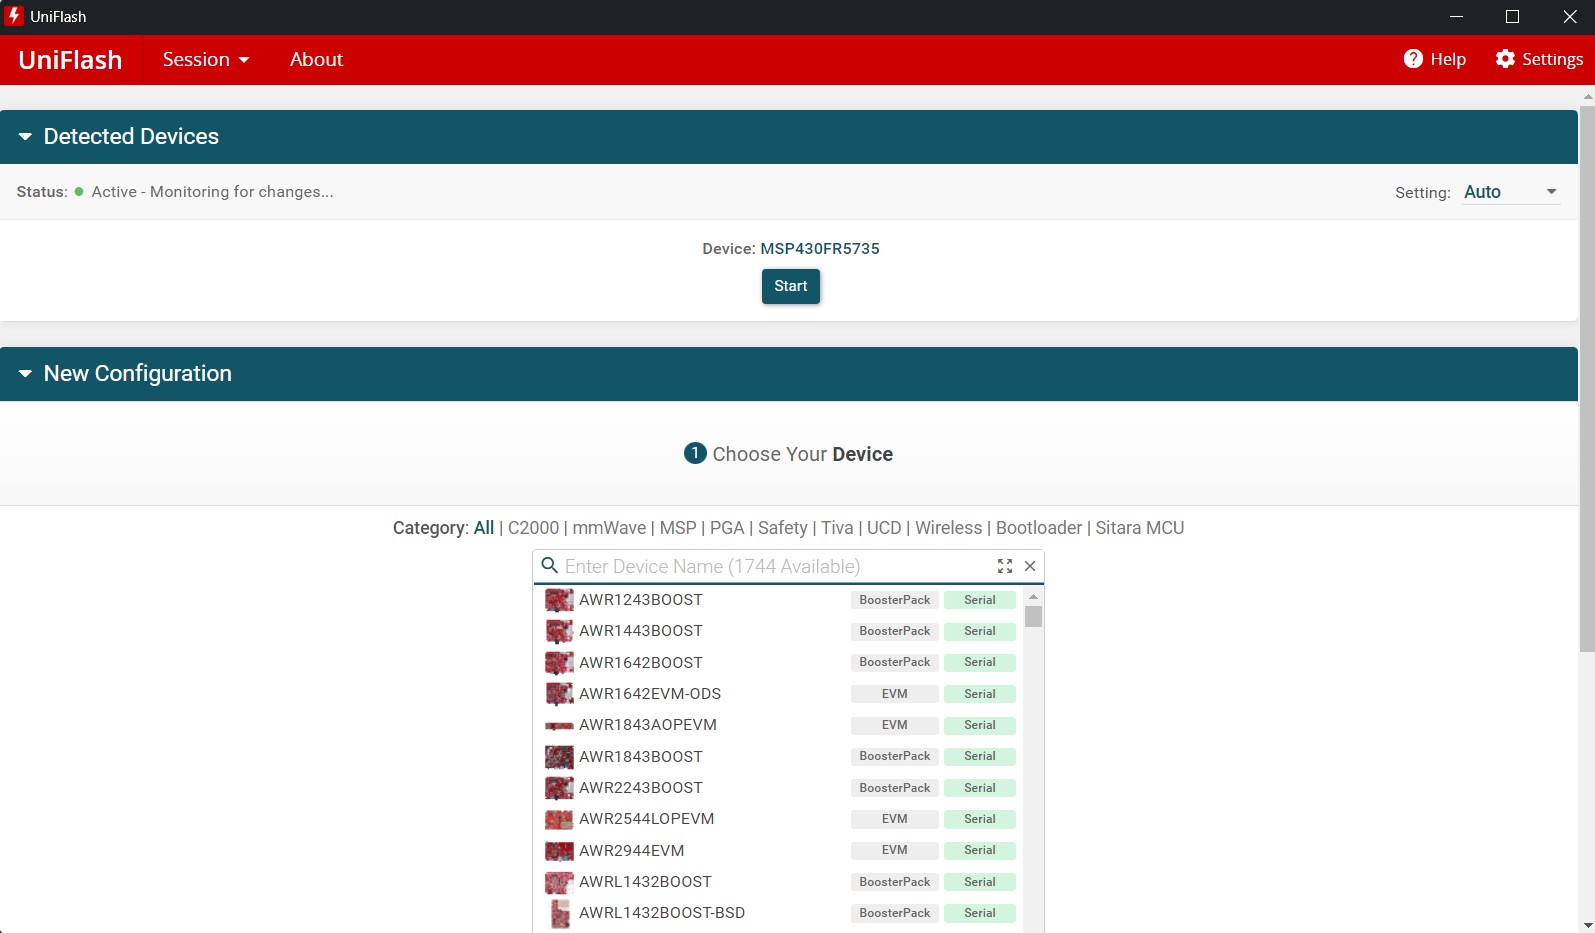 UniFlash
UniFlash Session About Help Settings
Detected Devices
Status: Active - Monitoring for changes... Setting: Auto
Device: MSP430FR5735
Start
New Configuration
1 Choose Your Device
Category: All | C2000 | mmWave | MSP | PGA | Safety | Tiva | UCD | Wireless | Bootloader | Sitara MCU
Enter Device Name (1744 Available)
AWR1243BOOST BoosterPack Serial
AWR1443BOOST BoosterPack Serial
AWR1642BOOST BoosterPack Serial
AWR1642EVM-ODS EVM Serial
AWR1843AOPEVM EVM Serial
AWR1843BOOST BoosterPack Serial
AWR2243BOOST BoosterPack Serial
AWR2544LOPEVM EVM Serial
AWR2944EVM EVM Serial
AWRL1432BOOST BoosterPack Serial
AWRL1432BOOST-BSD BoosterPack Serial